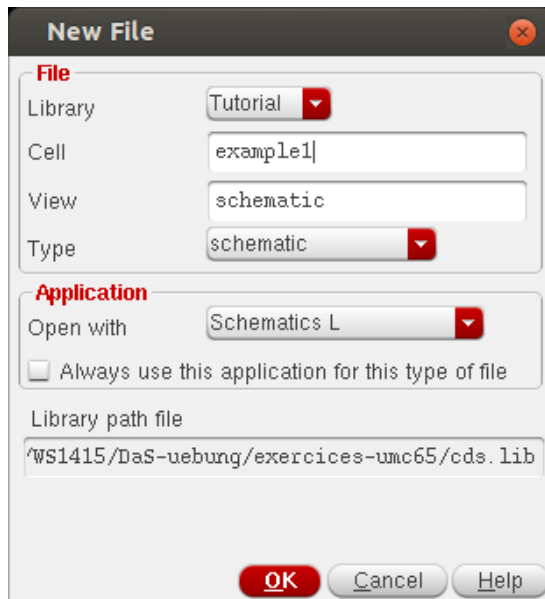 New File
File
Library Tutorial
Cell example1
View schematic
Type schematic
Application
Open with Schematics L
Always use this application for this type of file
Library path file
/WS1415/DaS-uebung/exercices-umc65/cds.lib
OK Cancel Help